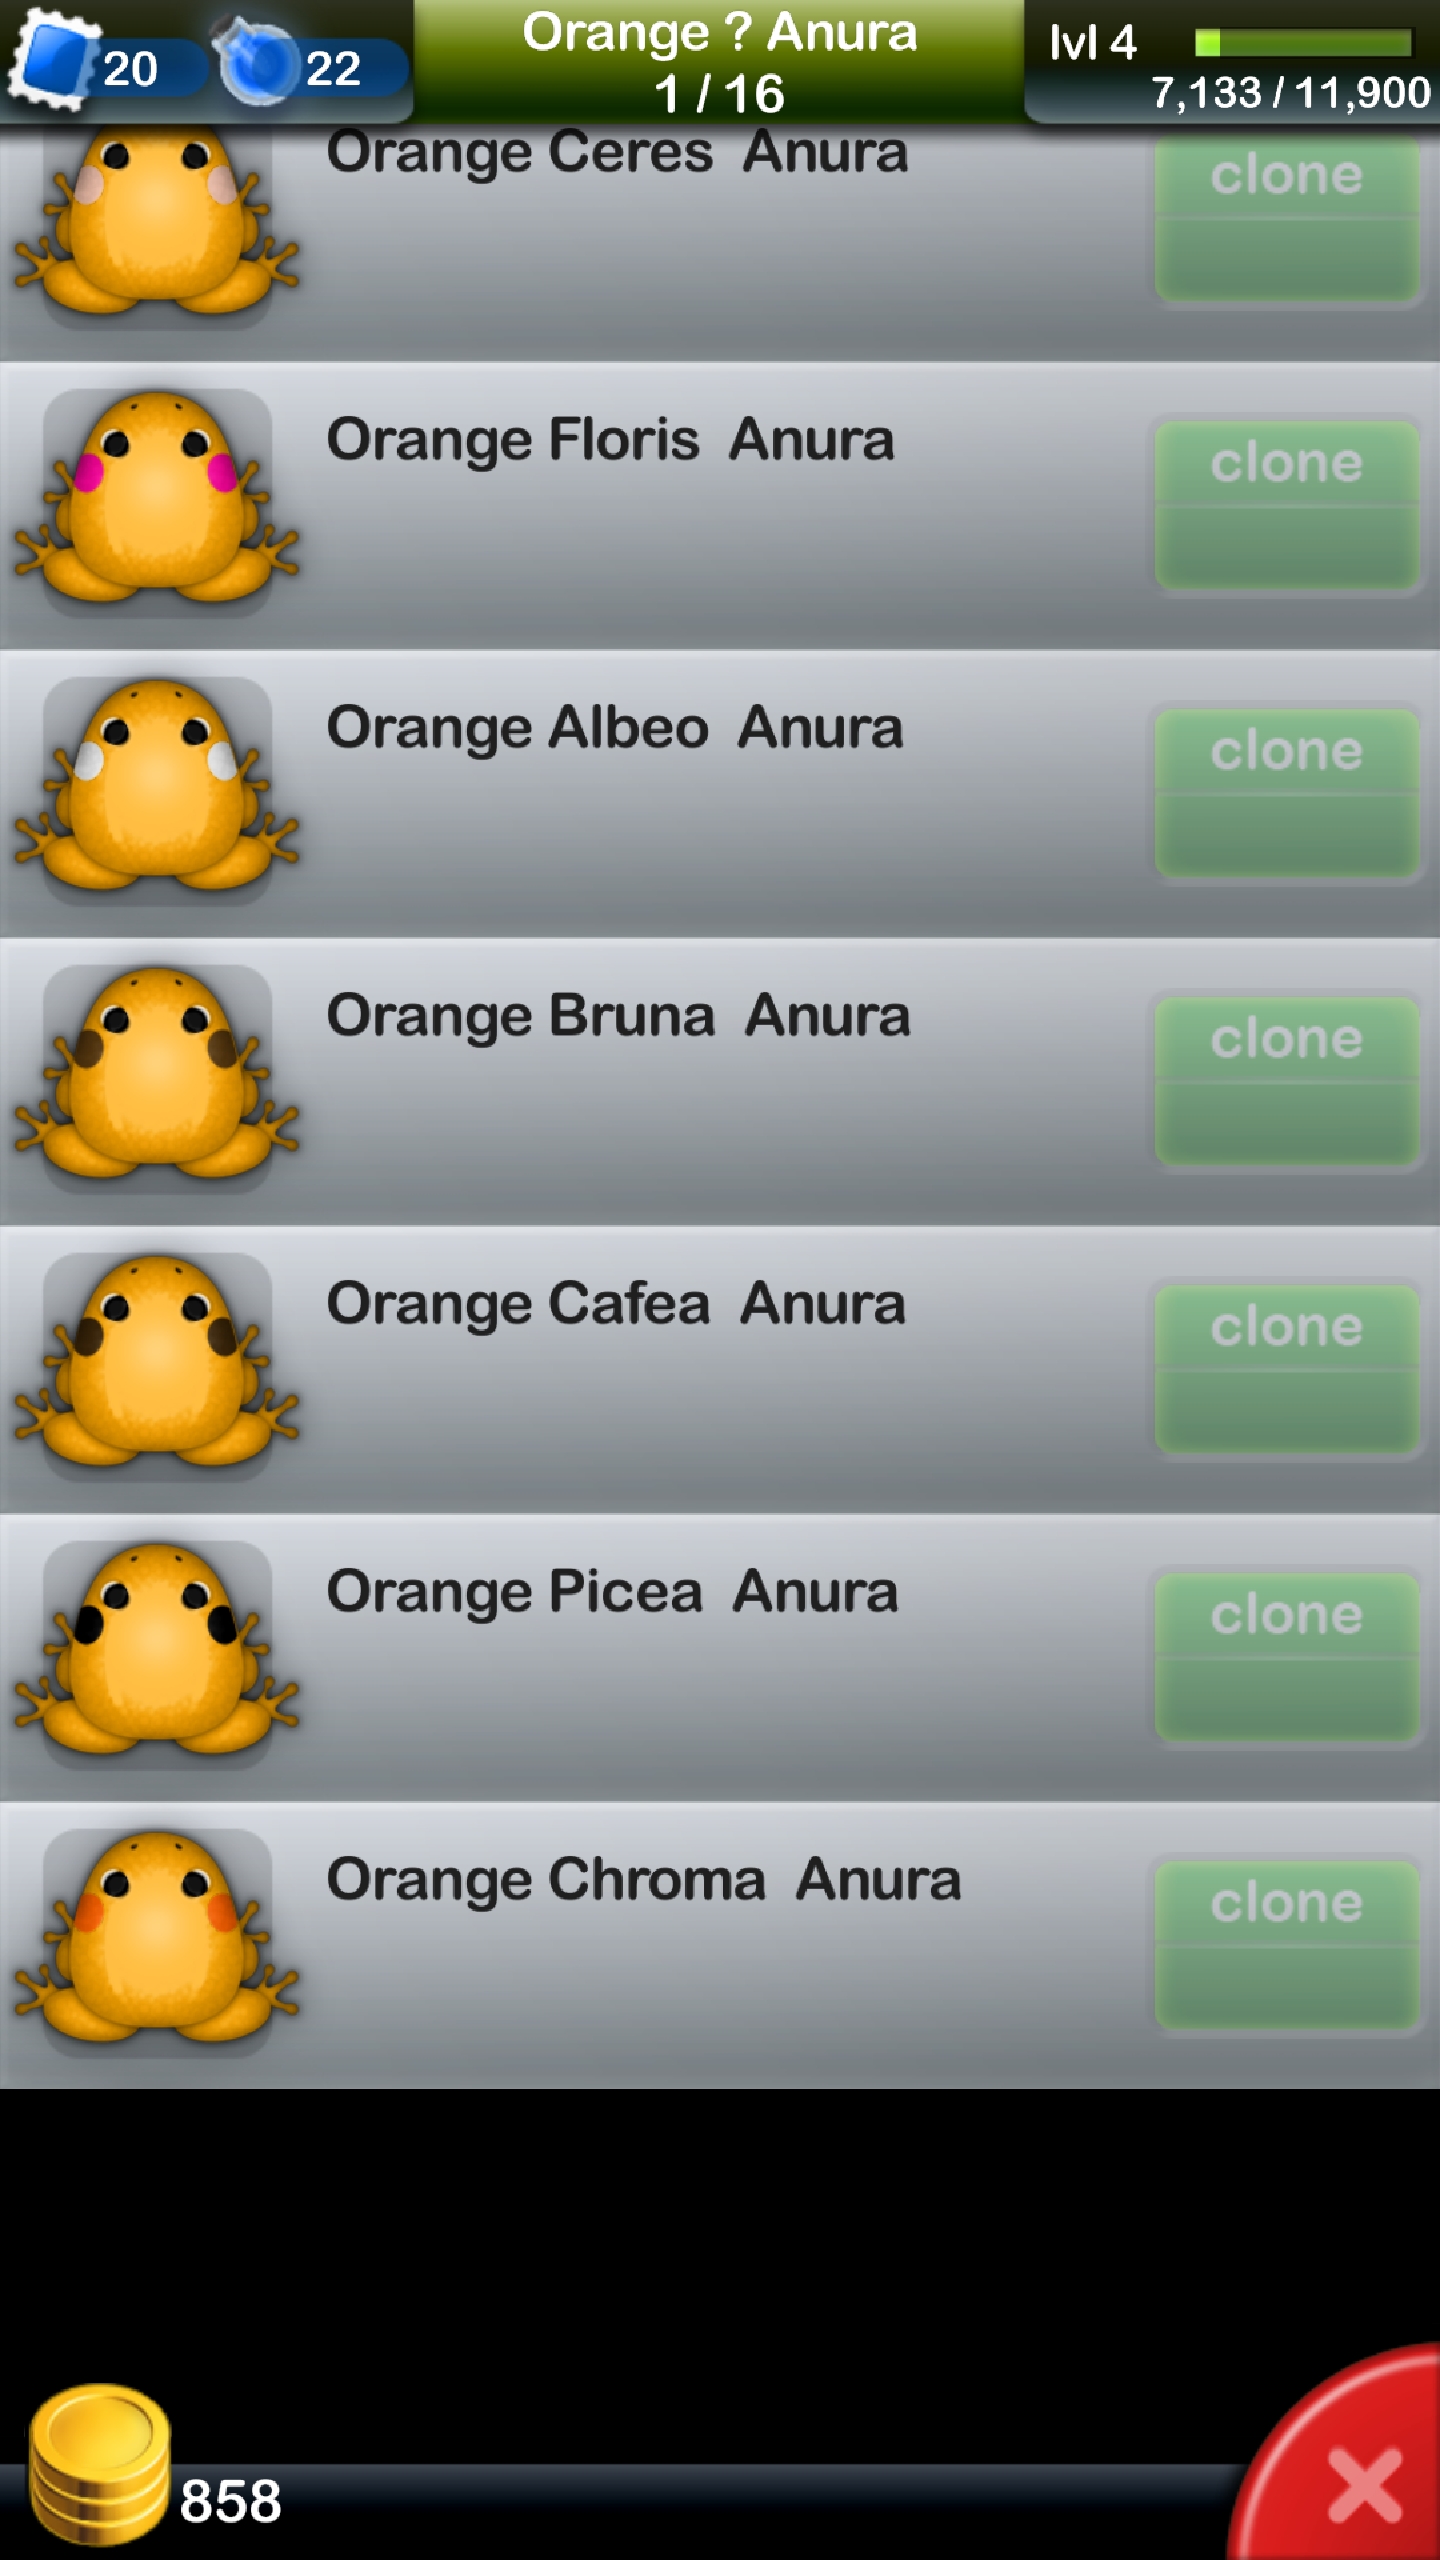 20
22
Orange ? Anura
1 / 16
lvl 4
7,133 / 11,900
Orange Ceres Anura
clone
Orange Floris Anura
clone
Orange Albeo Anura
clone
Orange Bruna Anura
clone
Orange Cafea Anura
clone
Orange Picea Anura
clone
Orange Chroma Anura
clone
858